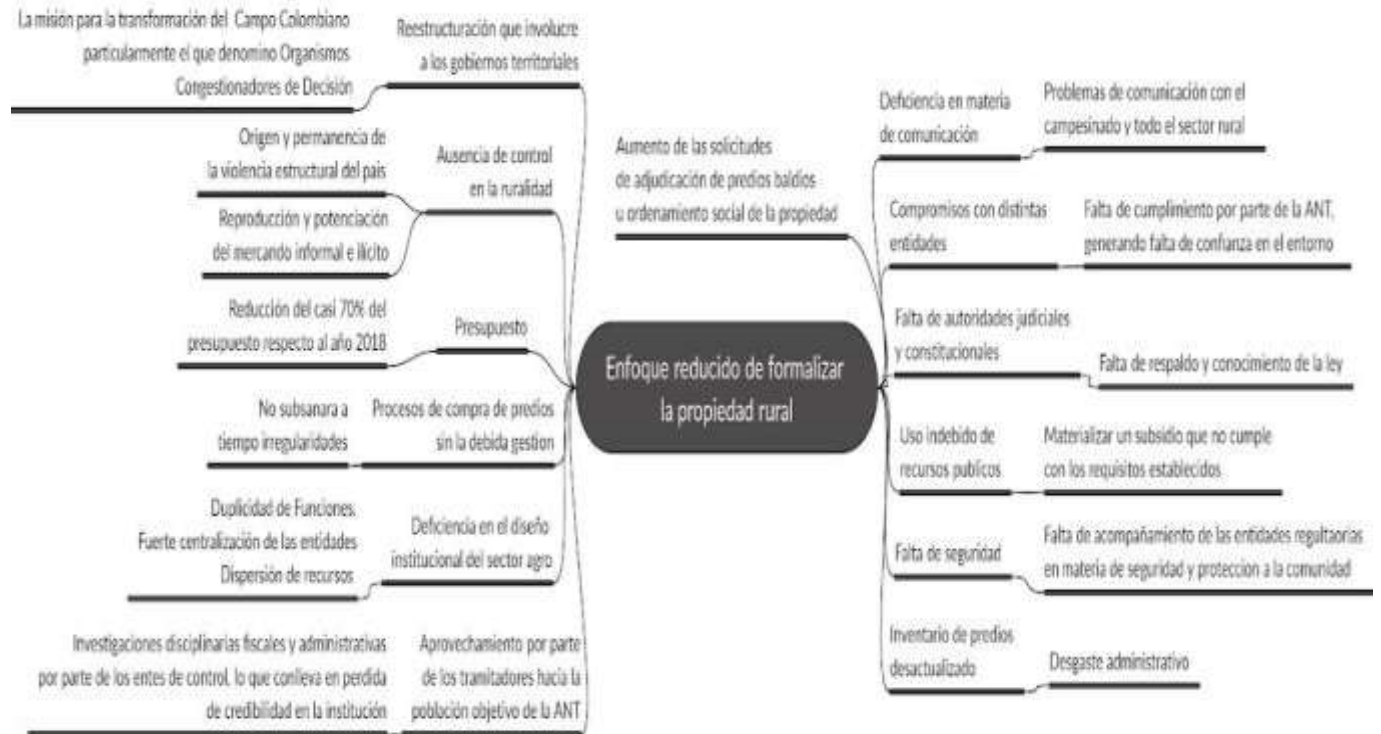 La misión para la transformación del Campo Colombiano
particularmente el que denomino Organismos
Congestionadores de Decisión
Reestructuración que involucre
a los gobiernos territoriales
Origen y permanencia de
la violencia estructural del pais
Reproducción y potenciación
del mercando informal e ilícito
Ausencia de control
en la ruralidad
Reducción del casi 70% del
presupuesto respecto al año 2018
Presupuesto
No subsanara a
tiempo irregularidades
Procesos de compra de predios
sin la debida gestion
Duplicidad de Funciones.
Fuerte centralización de las entidades
Dispersión de recursos
Deficiencia en el diseño
institucional del sector agro
Investigaciones disciplinarias fiscales y administrativas
por parte de los entes de control, lo que conlleva en perdida
de credibilidad en la institución
Aprovechamiento por parte
de los tramitadores hacia la
población objetivo de la ANT
Enfoque reducido de formalizar
la propiedad rural
Aumento de las solicitudes
de adjudicación de predios baldios
u ordenamiento social de la propiedad
Deficiencia en materia
de comunicación
Problemas de comunicación con el
campesinado y todo el sector rural
Compromisos con distintas
entidades
Falta de cumplimiento por parte de la ANT,
generando falta de confianza en el entorno
Falta de autoridades judiciales
y constitucionales
Falta de respaldo y conocimiento de la ley
Uso indebido de
recursos publicos
Materializar un subsidio que no cumple
con los requisitos establecidos
Falta de seguridad
Falta de acompañamiento de las entidades regultaorias
en materia de seguridad y proteccion a la comunidad
Inventario de predios
desactualizado
Desgaste administrativo